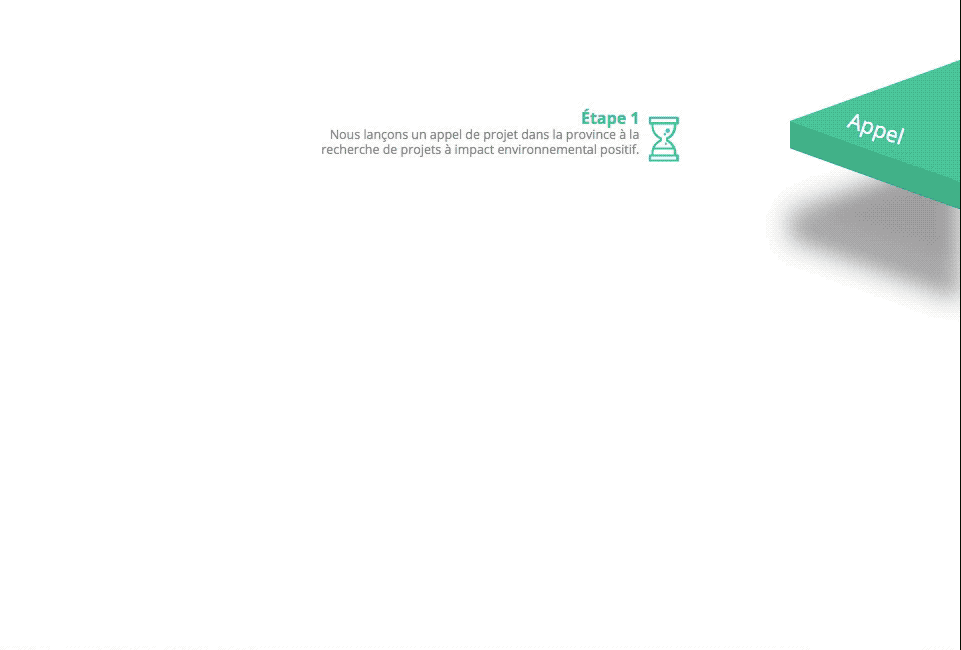 Étape 1
Nous lançons un appel de projet dans la province à la
recherche de projets à impact environnemental positif.
Appel